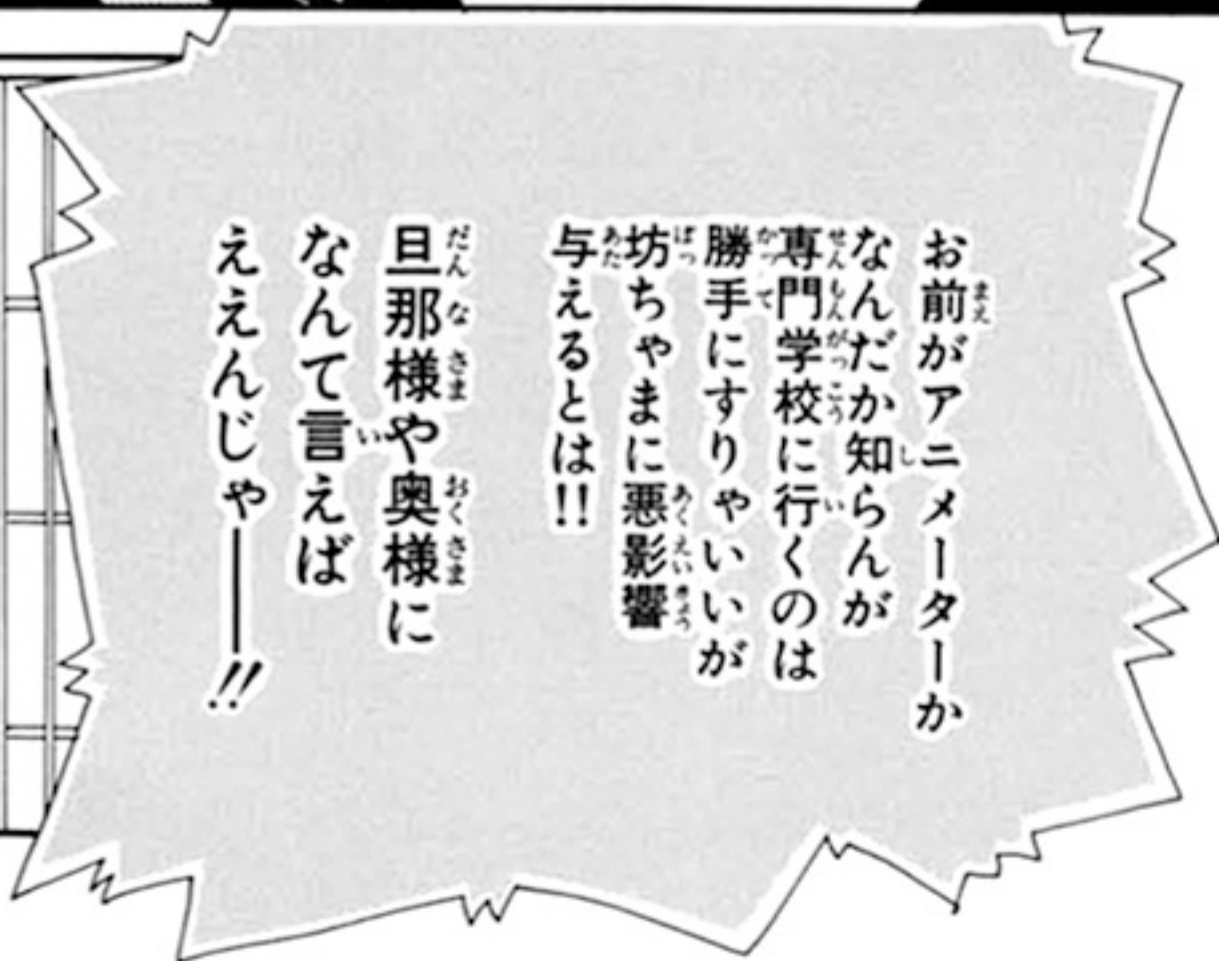 お前がアニメーターか
なんだか知らんが
専門学校に行くのは
勝手にすりゃいいが
坊ちゃまに悪影響
与えるとは!!
旦那様や奥様に
なんて言えば
ええんじゃ━━!!